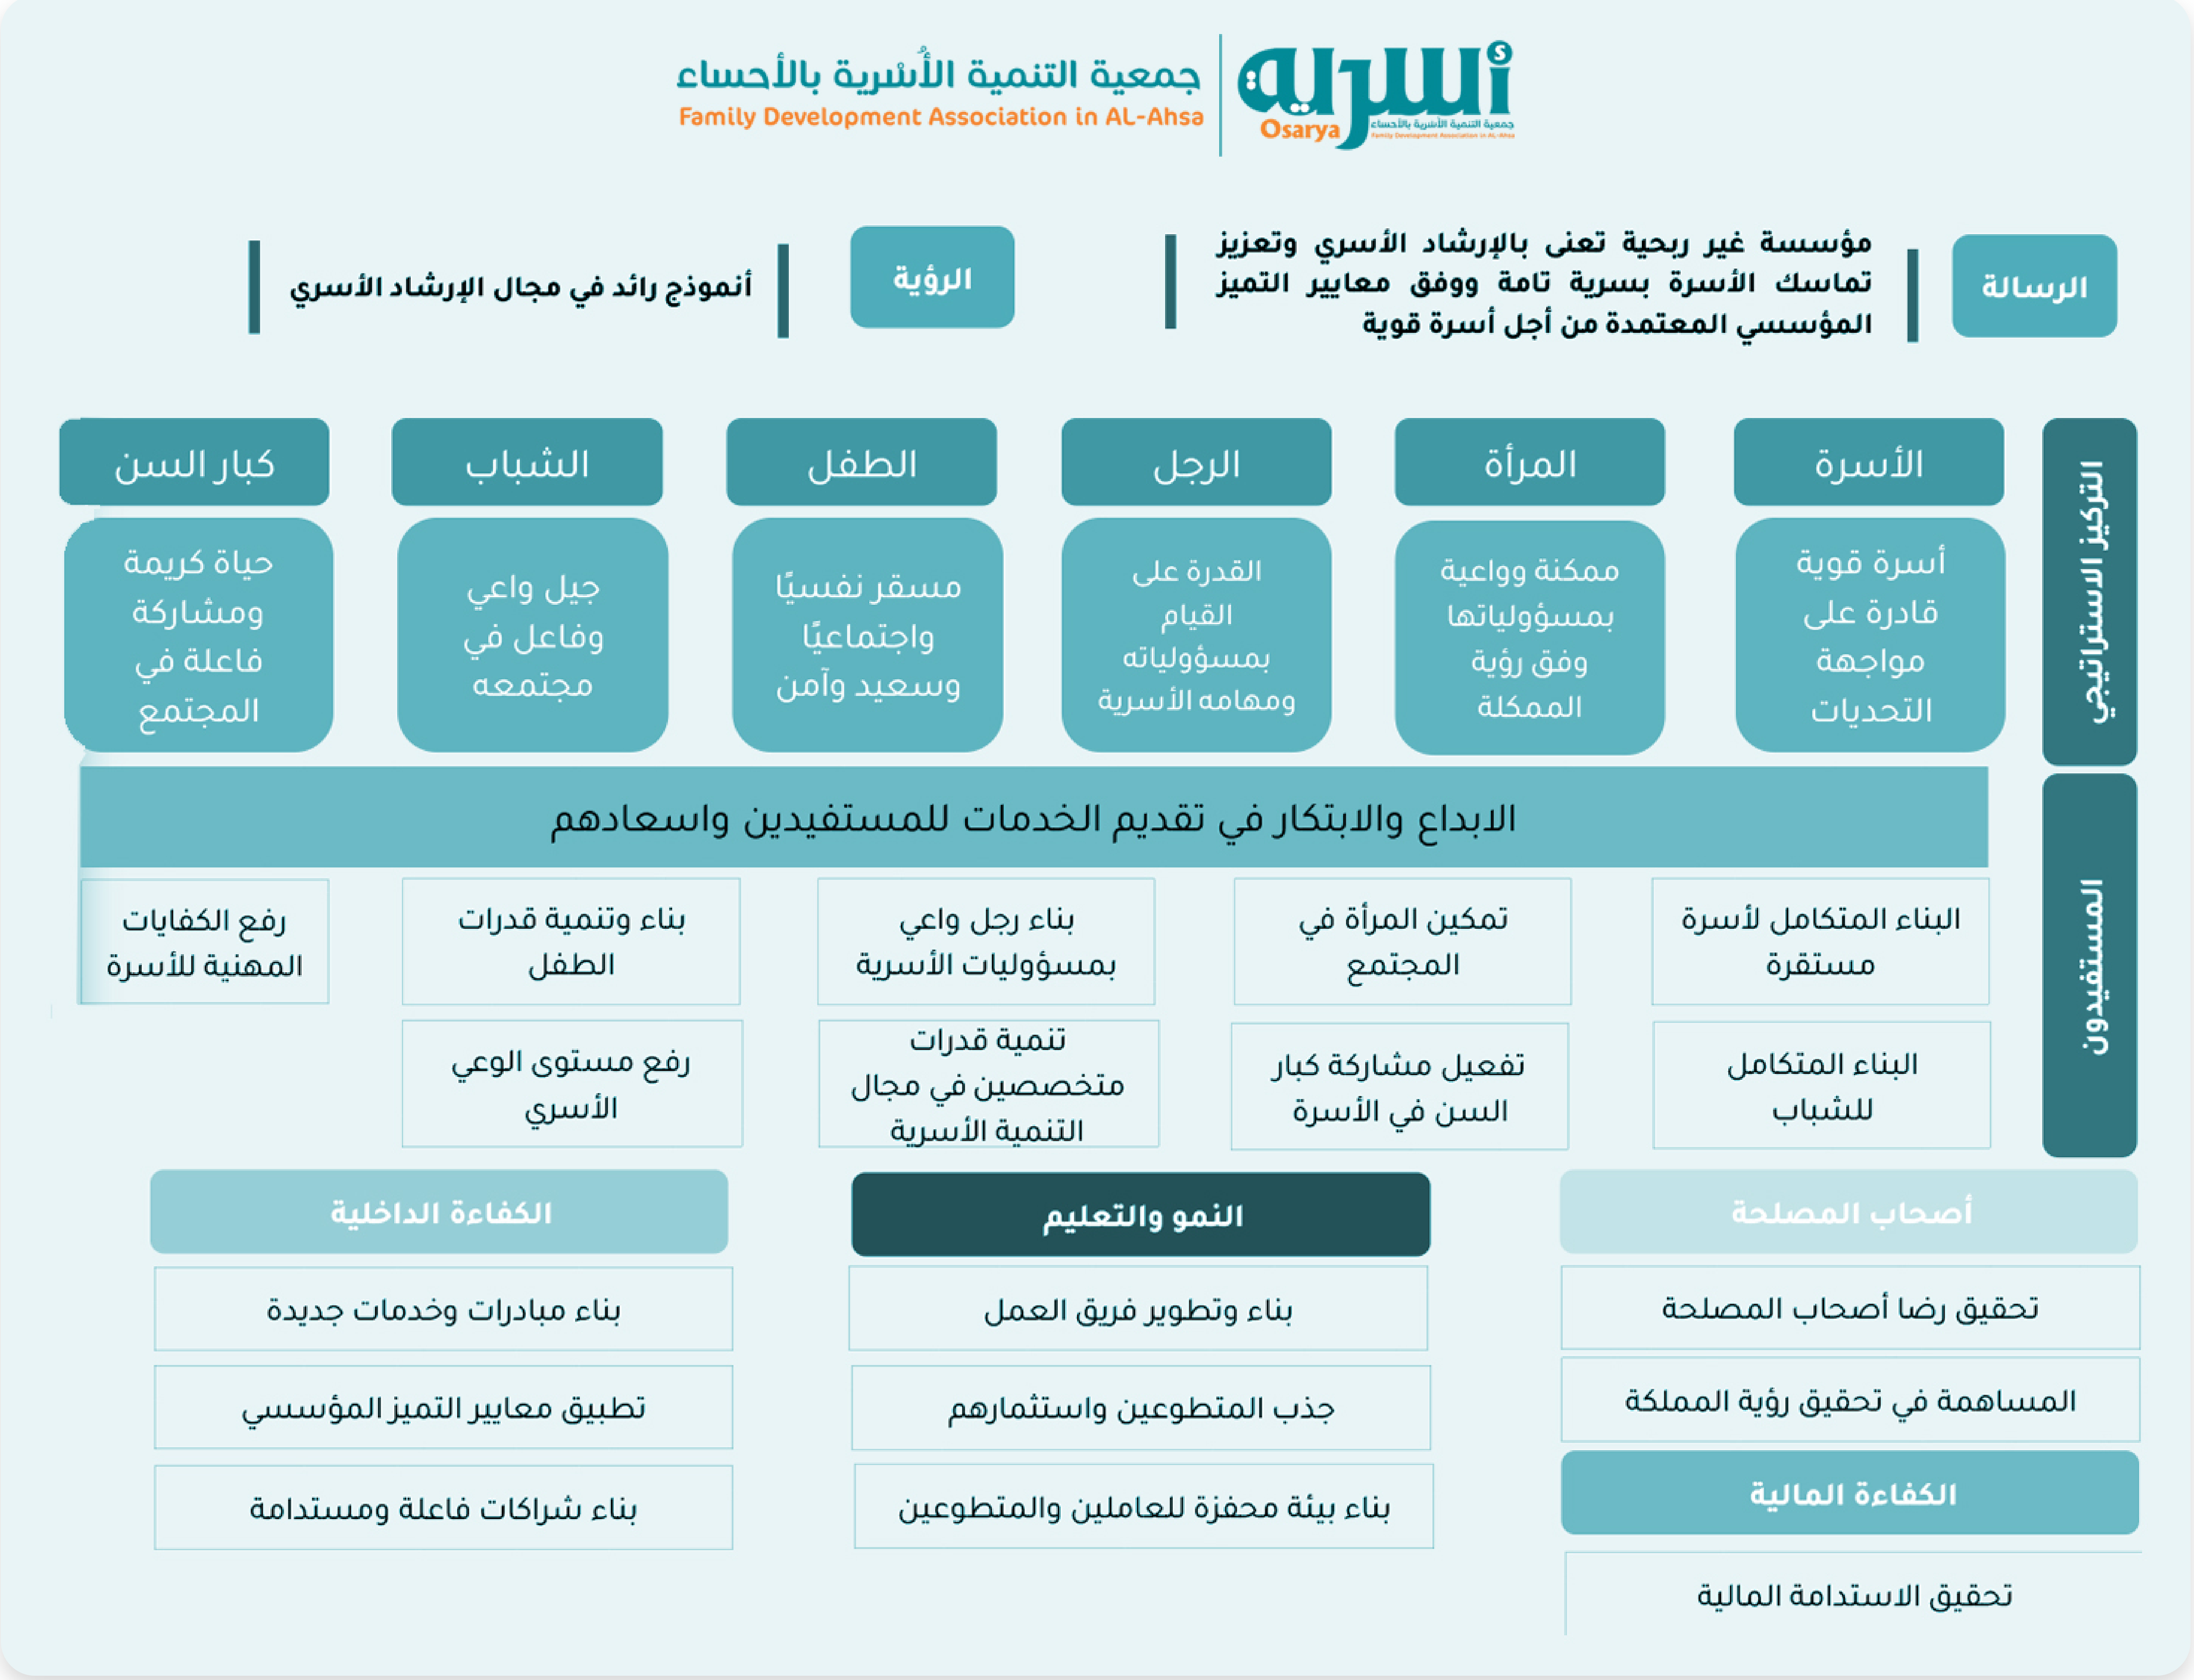 أسرية
Osarya
جمعية التنمية الأسرية بالأحساء
Family Development Association in AL-Ahsa
جمعية التنمية الأُسْرية بالأحساء
Family Development Association in AL-Ahsa
الرسالة
مؤسسة غير ربحية تعنى بالإرشاد الأسري وتعزيز
تماسك الأسرة بسرية تامة ووفق معايير التميز
المؤسسي المعتمدة من أجل أسرة قوية
الرؤية
أنموذج رائد في مجال الإرشاد الأسري
التركيز الاستراتيجي
الأسرة
أسرة قوية
قادرة على
مواجهة
التحديات
المرأة
ممكنة وواعية
بمسؤولياتها
وفق رؤية
الممكلة
الرجل
القدرة على
القيام
بمسؤولياته
ومهامه الأسرية
الطفل
مسقر نفسيًا
واجتماعيًا
وسعيد وآمن
الشباب
جيل واعي
وفاعل في
مجتمعه
كبار السن
حياة كريمة
ومشاركة
فاعلة في
المجتمع
المستفيدون
الابداع والابتكار في تقديم الخدمات للمستفيدين واسعادهم
البناء المتكامل لأسرة
مستقرة
تمكين المرأة في
المجتمع
بناء رجل واعي
بمسؤوليات الأسرية
بناء وتنمية قدرات
الطفل
رفع الكفايات
المهنية للأسرة
البناء المتكامل
للشباب
تفعيل مشاركة كبار
السن في الأسرة
تنمية قدرات
متخصصين في مجال
التنمية الأسرية
رفع مستوى الوعي
الأسري
أصحاب المصلحة
تحقيق رضا أصحاب المصلحة
المساهمة في تحقيق رؤية المملكة
الكفاءة المالية
تحقيق الاستدامة المالية
النمو والتعليم
بناء وتطوير فريق العمل
جذب المتطوعين واستثمارهم
بناء بيئة محفزة للعاملين والمتطوعين
الكفاءة الداخلية
بناء مبادرات وخدمات جديدة
تطبيق معايير التميز المؤسسي
بناء شراكات فاعلة ومستدامة